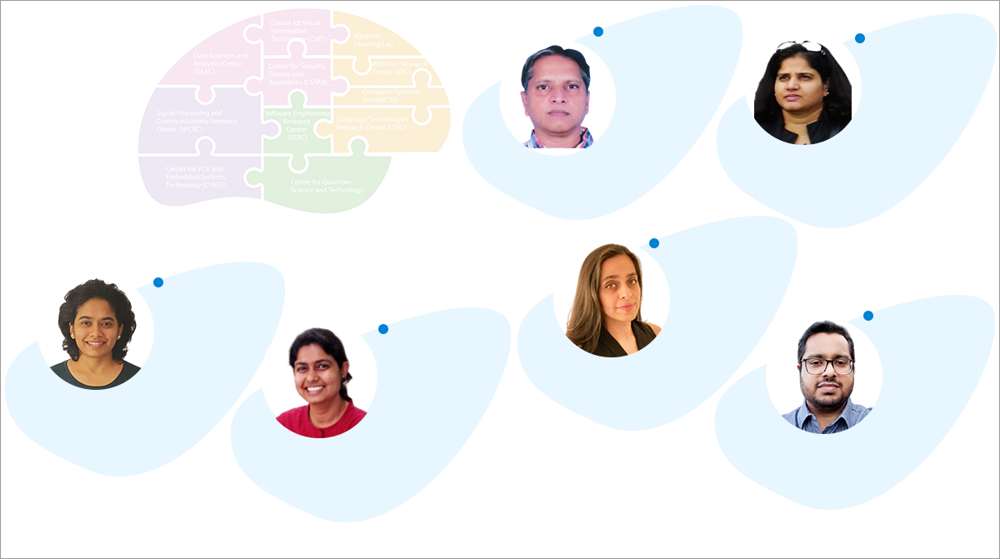 Center for Visual
Information
Technology (CVIT)
Machine
Learning Lab
Data Sciences and
Analytics Center
(DSAC)
Center for Security,
Theory and
Algorithms (CSTAR)
Robotics Research
Center (RRC)
Computer Systems
Group(CSG)
Signal Processing and
Communications Research
Center (SPCRC)
Software Engineering
Research
Center
(SERC)
Language Technologies
Research Center (LTRC)
Center for VLSI and
Embedded Systems
Technology (CVEST)
Centre for Quantum
Science and Technology